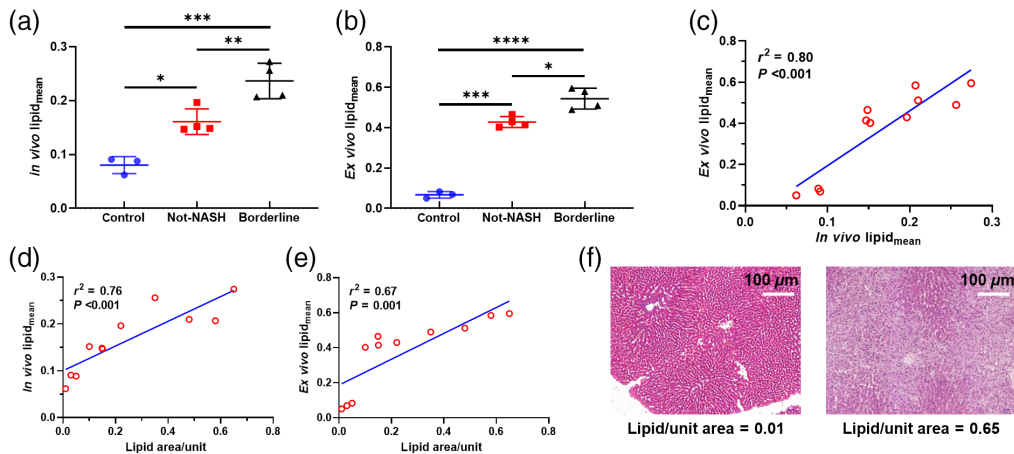 (a)
***
**
*
In vivo lipidmean
0.3
0.2
0.1
0.0
Control Not-NASH Borderline
(b)
****
*
***
Ex vivo lipidmean
0.8
0.6
0.4
0.2
0.0
Control Not-NASH Borderline
(c)
r2 = 0.80
P <0.001
Ex vivo lipidmean
0.8
0.6
0.4
0.2
0.0
0.0 0.1 0.2 0.3
In vivo lipidmean
(d)
r2 = 0.76
P <0.001
In vivo lipidmean
0.3
0.2
0.1
0.0
0.0 0.2 0.4 0.6 0.8
Lipid area/unit
(e)
r2 = 0.67
P = 0.001
Ex vivo lipidmean
0.8
0.6
0.4
0.2
0.0
0.0 0.2 0.4 0.6 0.8
Lipid area/unit
(f)
100 µm
Lipid/unit area = 0.01
100 µm
Lipid/unit area = 0.65